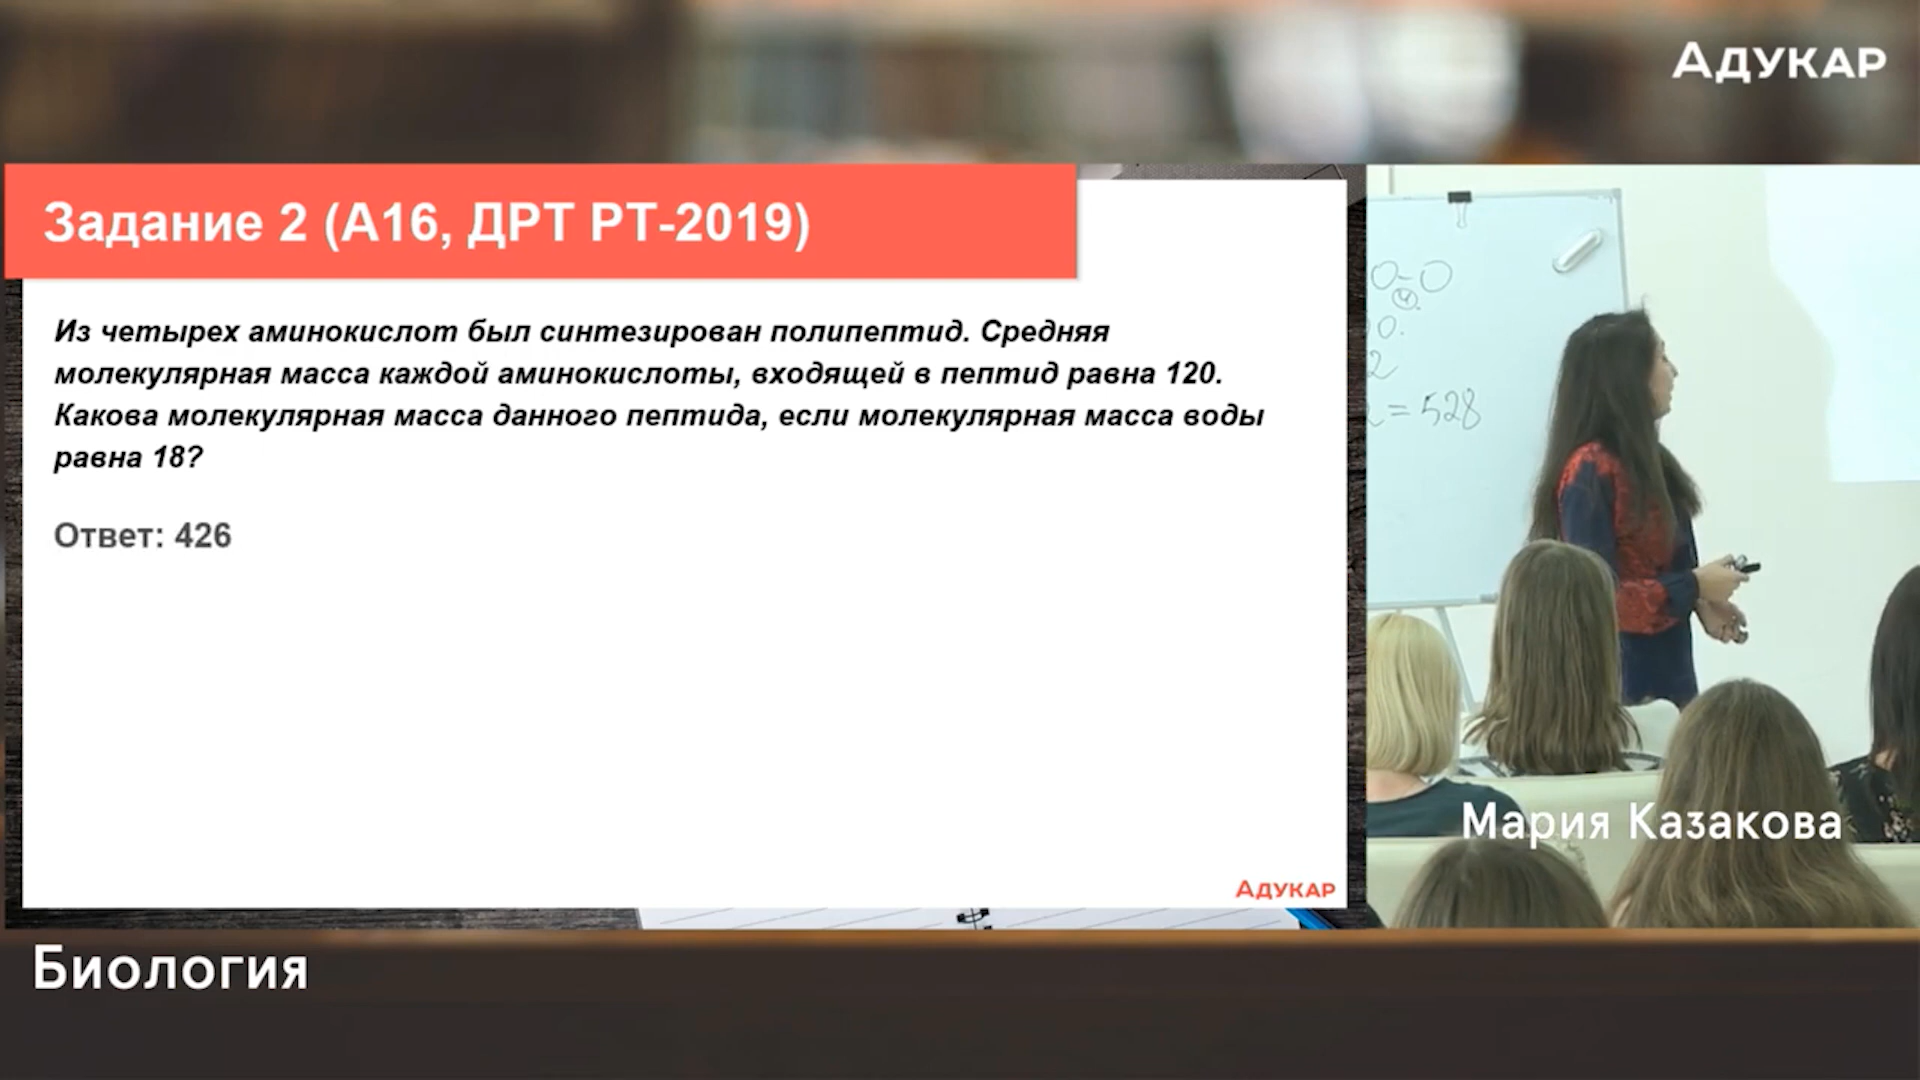 Адукар
Задание 2 (А16, ДРТ РТ-2019)
Из четырех аминокислот был синтезирован полипептид. Средняя
молекулярная масса каждой аминокислоты, входящей в пептид равна 120.
Какова молекулярная масса данного пептида, если молекулярная масса воды
равна 18?
Ответ: 426
Адукар
= 528
Мария Казакова
Биология